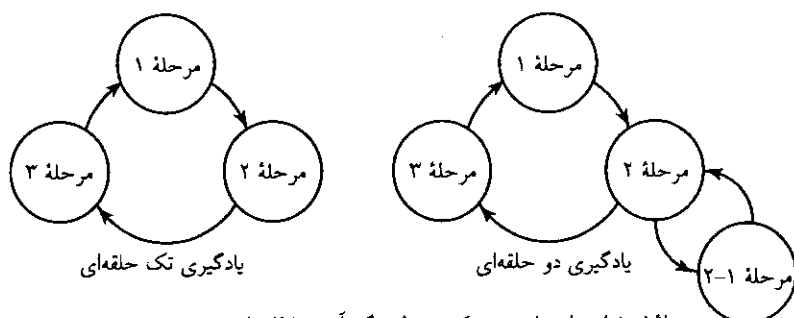 مرحلهٔ ۱
مرحلهٔ ۲
مرحلهٔ ۳
یادگیری تک حلقه‌ای
مرحلهٔ ۱
مرحلهٔ ۲
مرحلهٔ ۳
مرحلهٔ ۱-۲
یادگیری دو حلقه‌ای